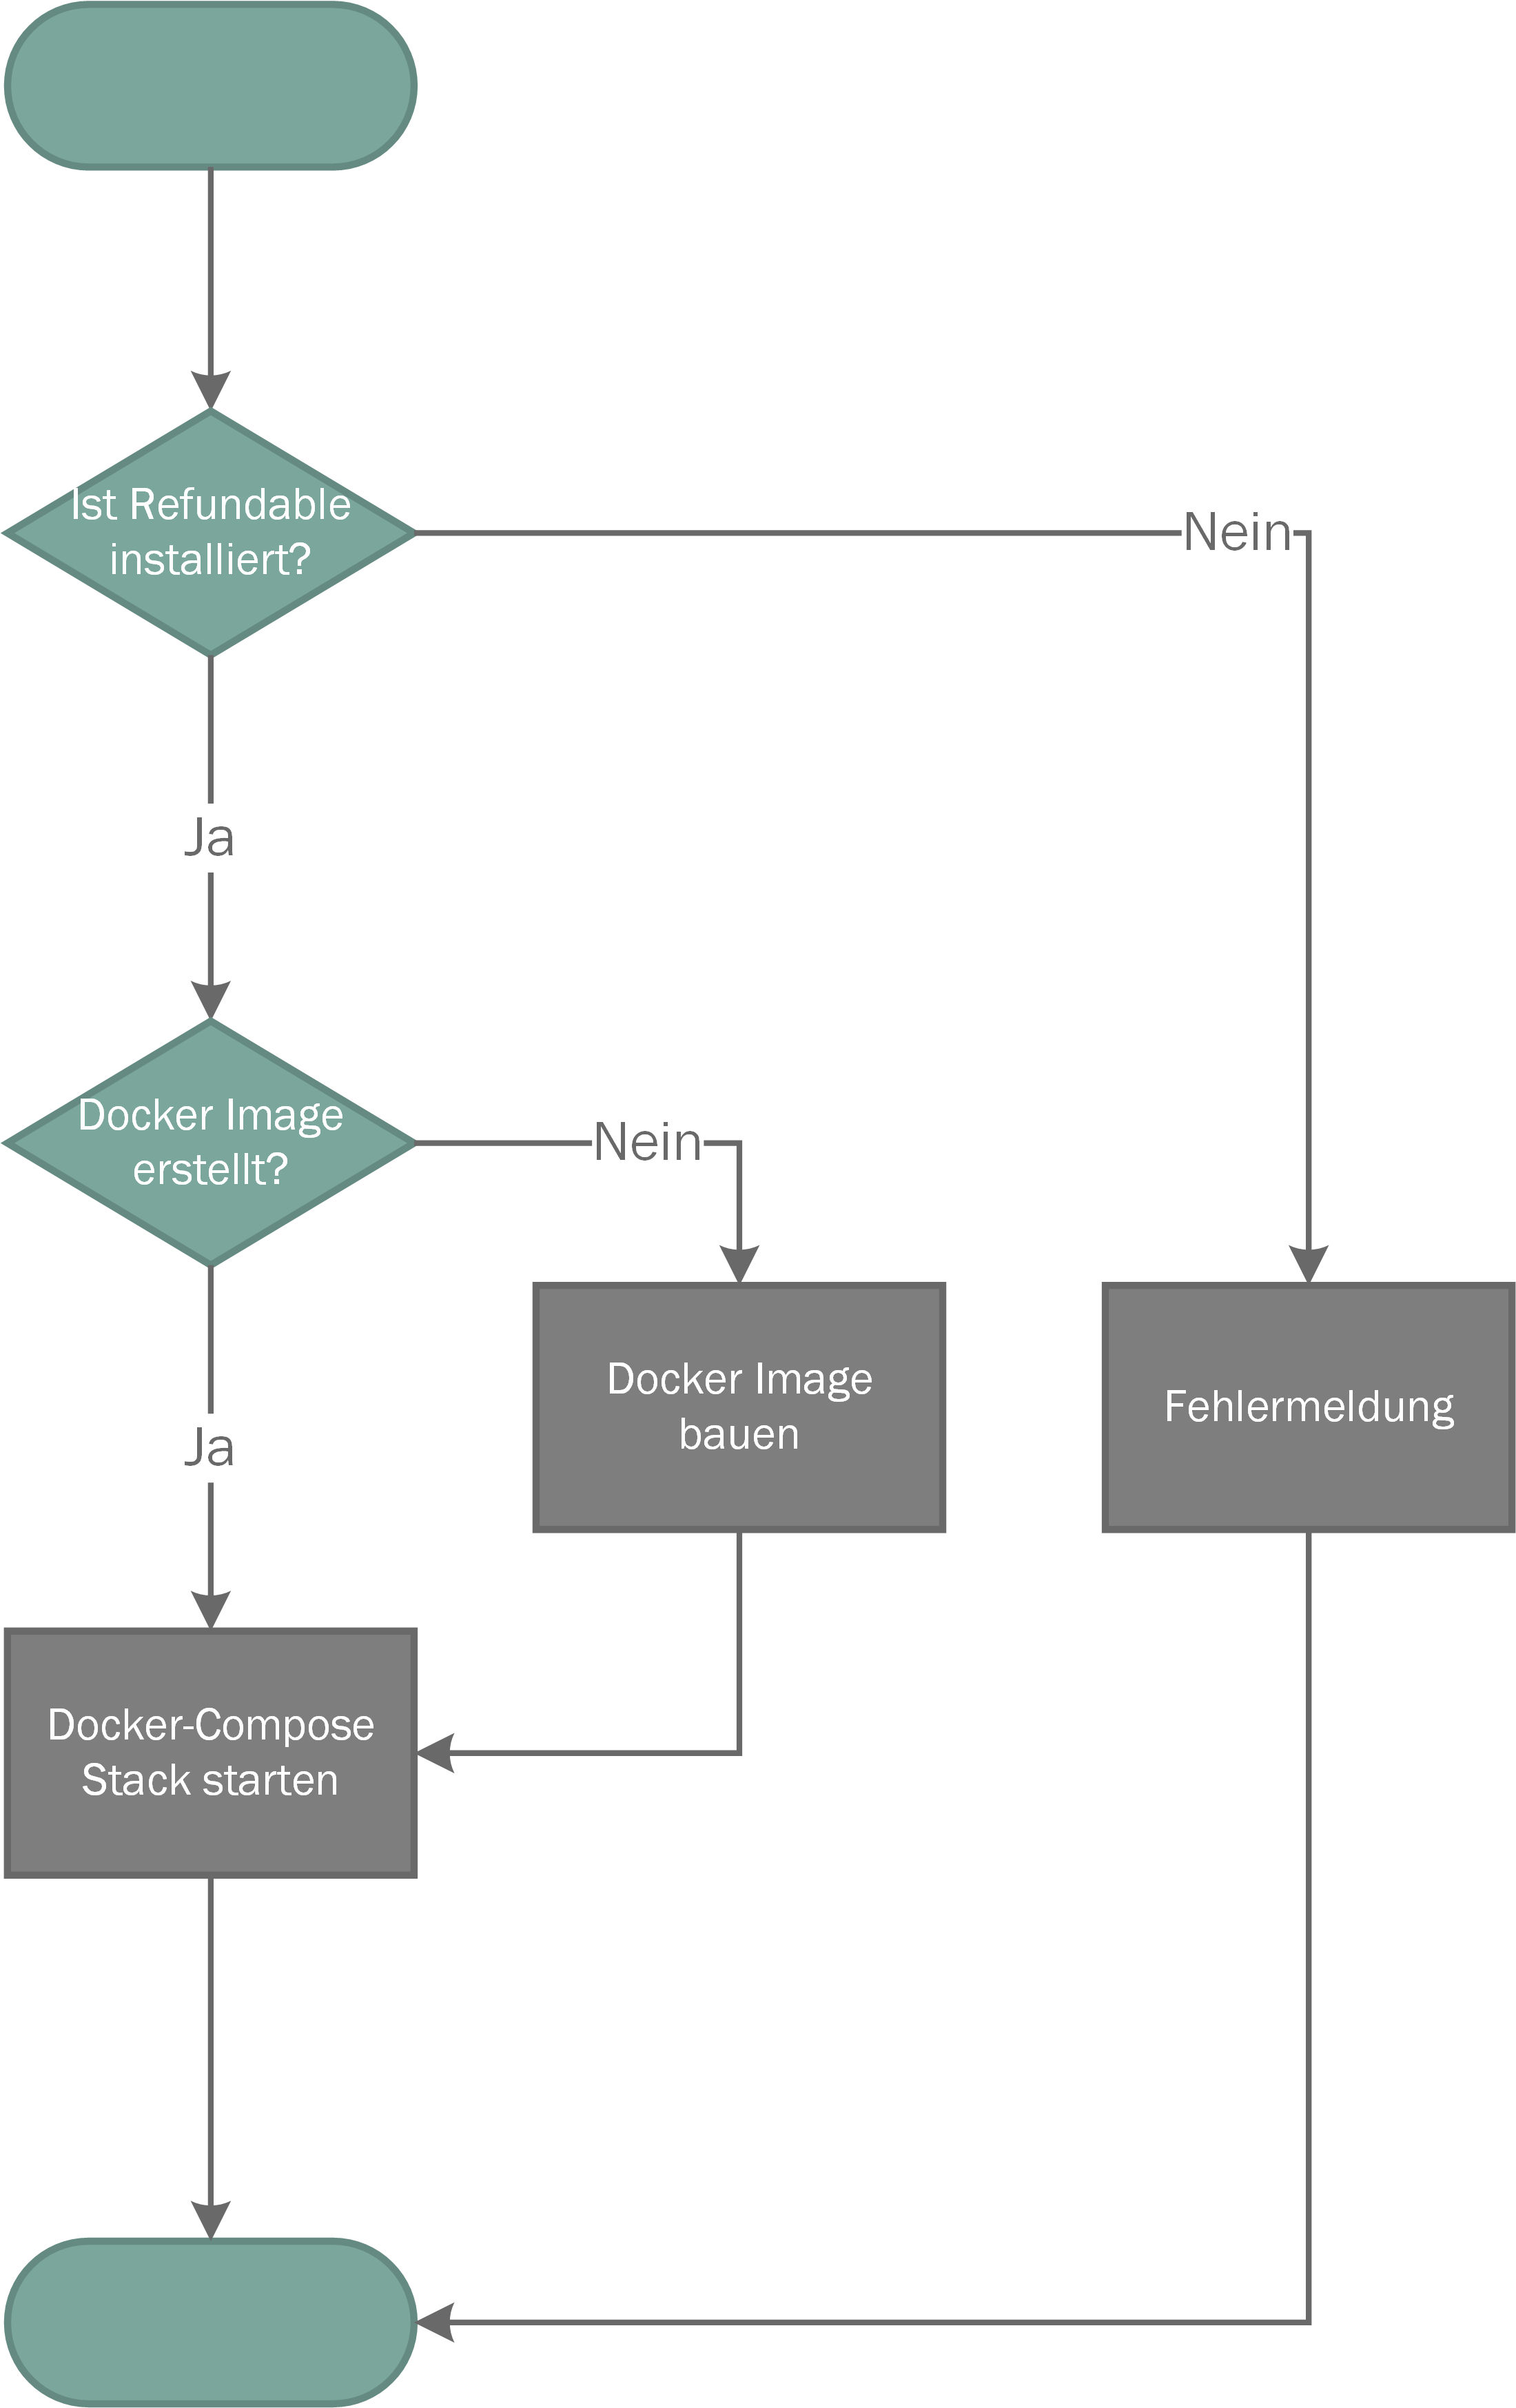 Ist Refundable
installiert?
Nein
Ja
Docker Image
erstellt?
Nein
Docker Image
bauen
Fehlermeldung
Ja
Docker-Compose
Stack starten